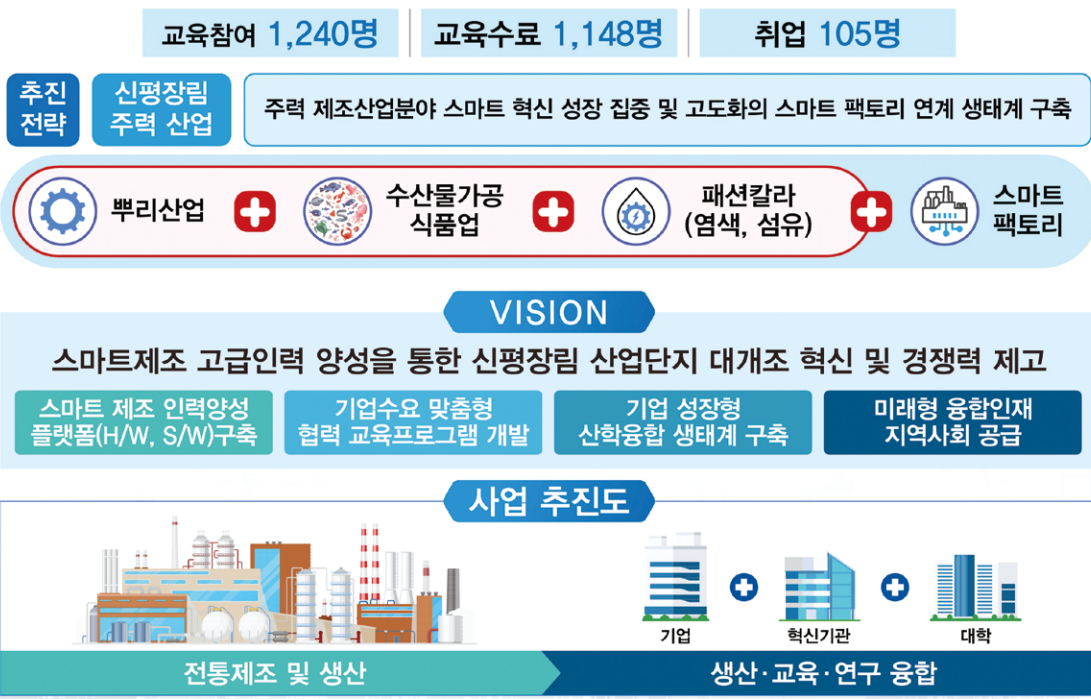 교육참여 1,240명
교육수료 1,148명
취업 105명
추진
전략
신평장림
주력 산업
주력 제조산업분야 스마트 혁신 성장 집중 및 고도화의 스마트 팩토리 연계 생태계 구축
뿌리산업
수산물가공
식품업
패션칼라
(염색, 섬유)
스마트
팩토리
VISION
스마트제조 고급인력 양성을 통한 신평장림 산업단지 대개조 혁신 및 경쟁력 제고
스마트 제조 인력양성
플랫폼(H/W, S/W)구축
기업수요 맞춤형
협력 교육프로그램 개발
기업 성장형
산학융합 생태계 구축
미래형 융합인재
지역사회 공급
사업 추진도
기업
혁신기관
대학
전통제조 및 생산
생산·교육·연구 융합